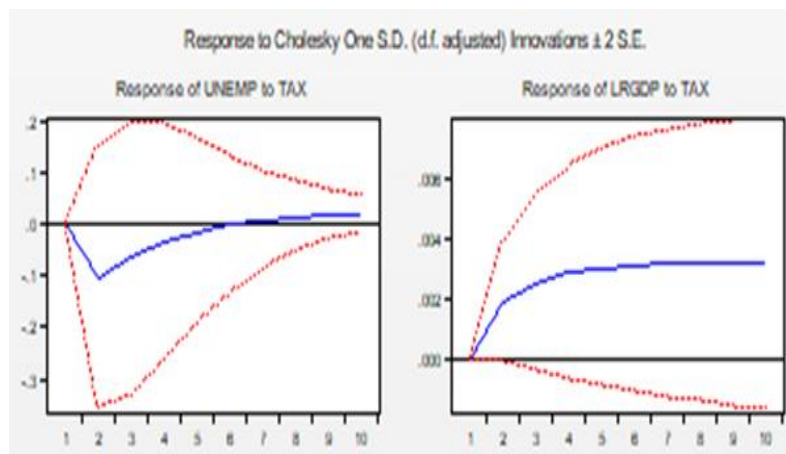 Response to Cholesky One S.D. (d.f. adjusted) Innovations ± 2 S.E.
Response of UNEMP to TAX
.2
.1
.0
-.1
-.2
-.3
1 2 3 4 5 6 7 8 9 10
Response of LRGDP to TAX
.006
.004
.002
.000
1 2 3 4 5 6 7 8 9 10